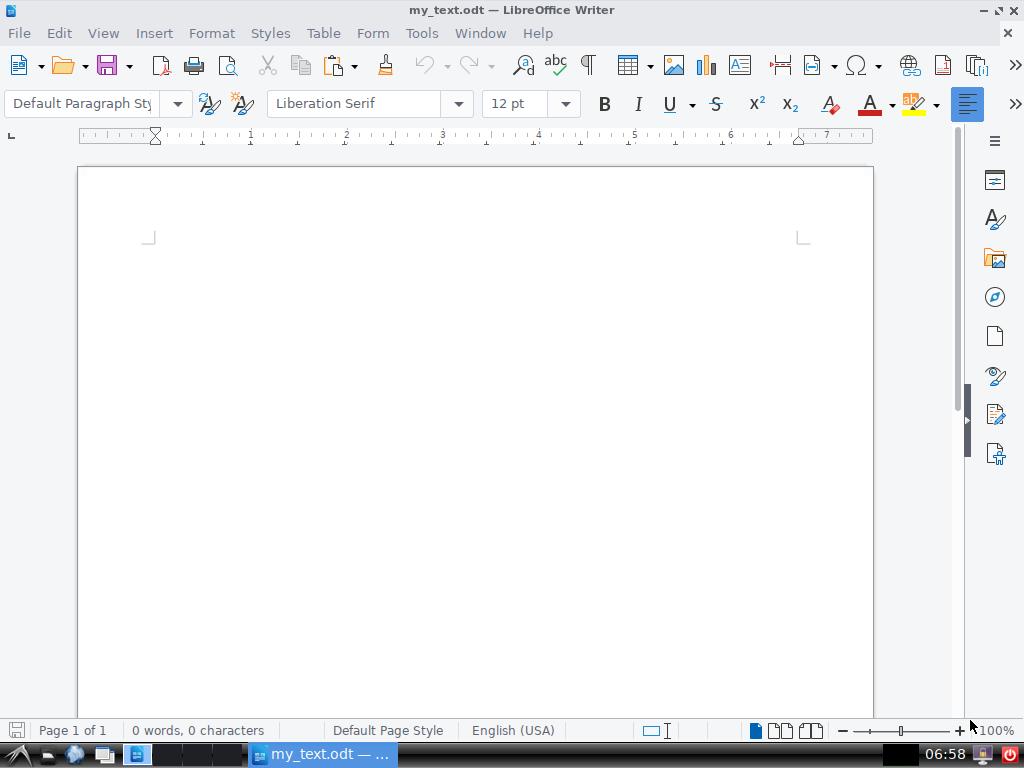 my_text.odt — LibreOffice Writer
File Edit View Insert Format Styles Table Form Tools Window Help
Default Paragraph Sty Liberation Serif 12 pt
1 2 3 4 5 6 7
Page 1 of 1 0 words, 0 characters Default Page Style English (USA) 100%
my_text.odt — ... 06:58